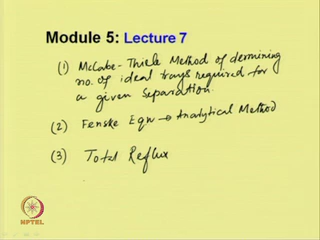 Module 5: Lecture 7
(1) McCabe-Thiele Method of dermining
no. of ideal trays required for
a given separation.
(2) Fenske Eqn → Analytical Method
(3) Total Reflux
NPTEL